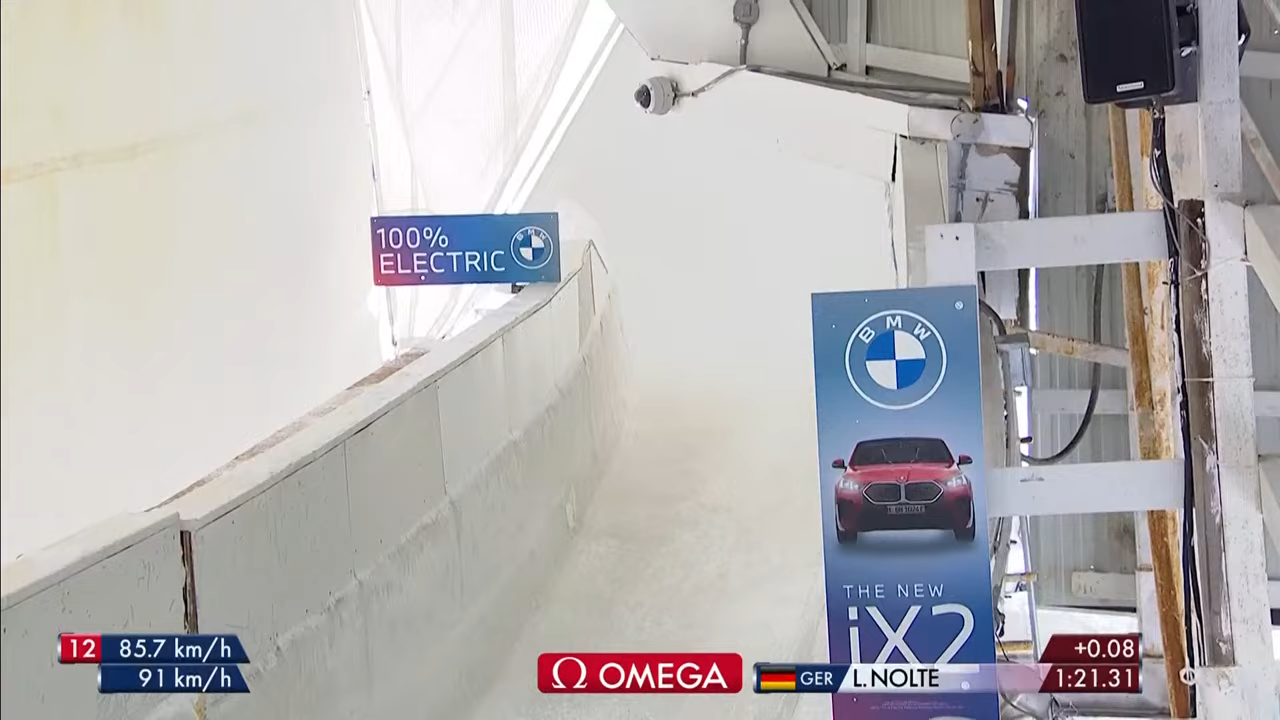 100%
ELECTRIC
BMW
BMW
THE NEW
iX2
12 85.7 km/h
91 km/h
Ω OMEGA
GER L.NOLTE
+0.08
1:21.31